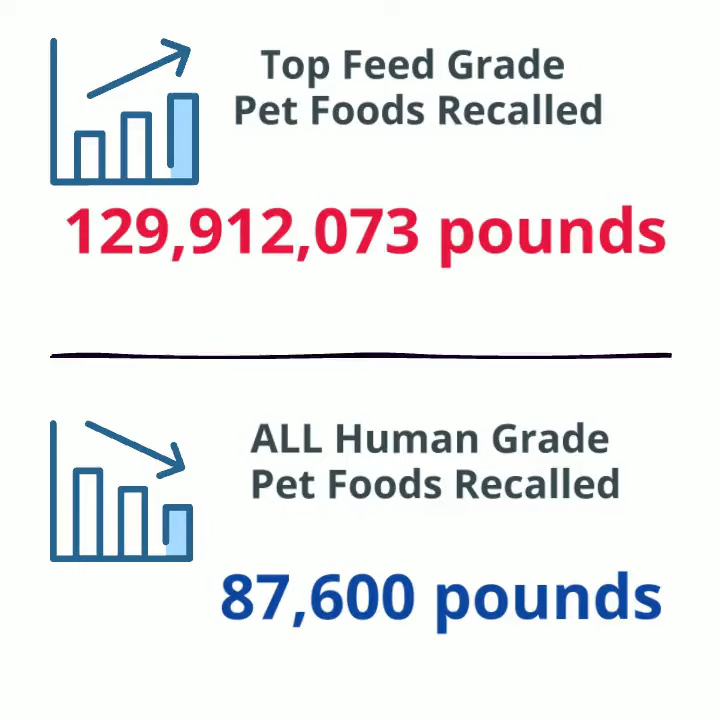 Top Feed Grade
Pet Foods Recalled
129,912,073 pounds
ALL Human Grade
Pet Foods Recalled
87,600 pounds